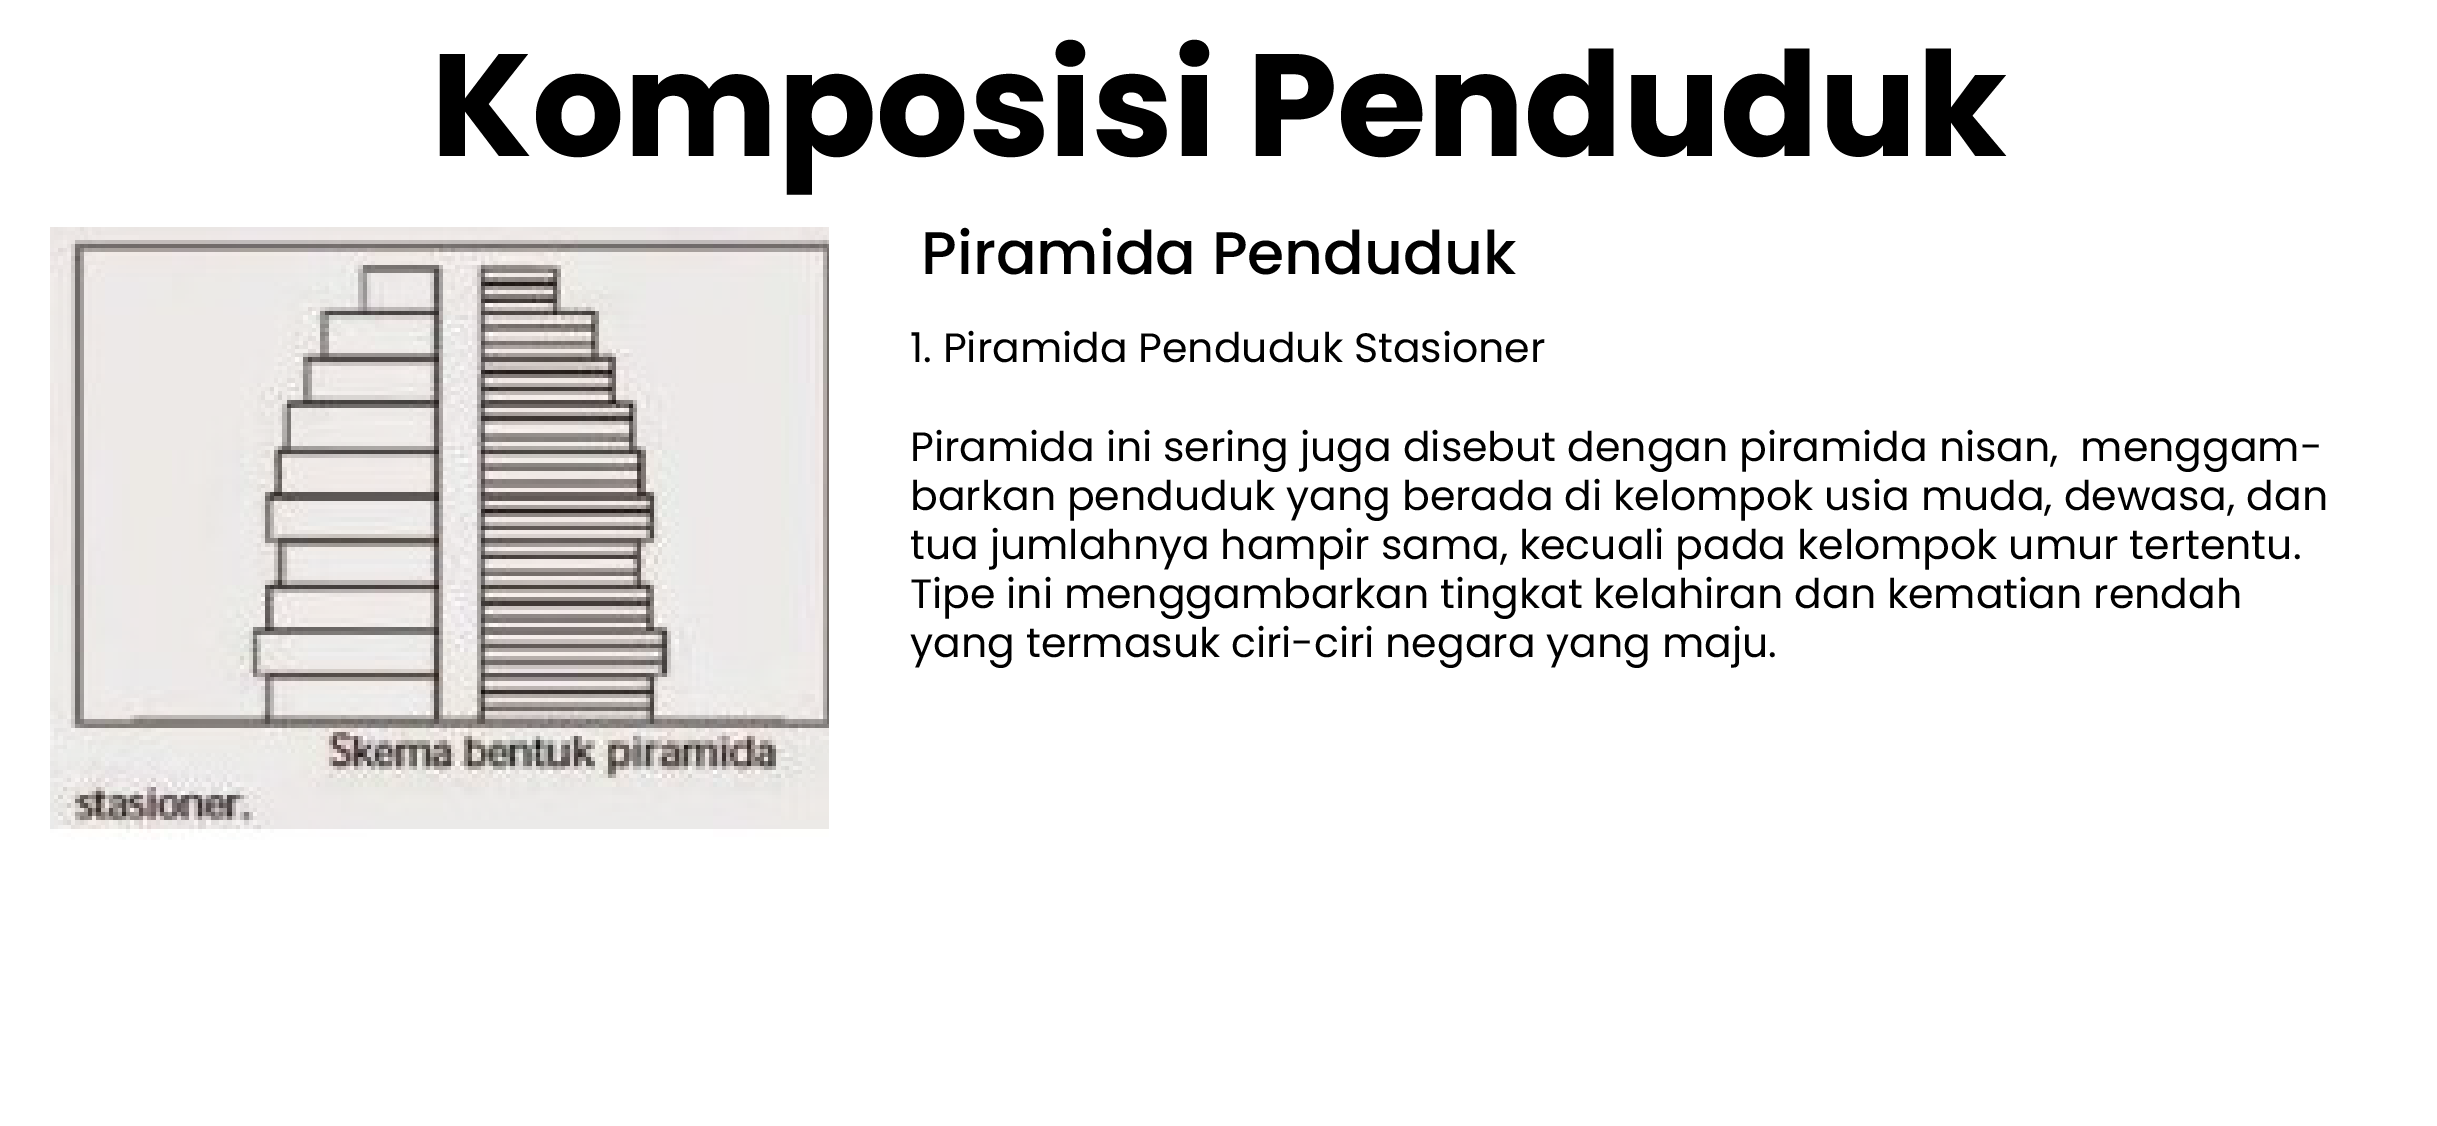 Komposisi Penduduk
Skema bentuk piramida
stasioner.
Piramida Penduduk
1. Piramida Penduduk Stasioner
Piramida ini sering juga disebut dengan piramida nisan,  menggam-
barkan penduduk yang berada di kelompok usia muda, dewasa, dan
tua jumlahnya hampir sama, kecuali pada kelompok umur tertentu.
Tipe ini menggambarkan tingkat kelahiran dan kematian rendah
yang termasuk ciri-ciri negara yang maju.